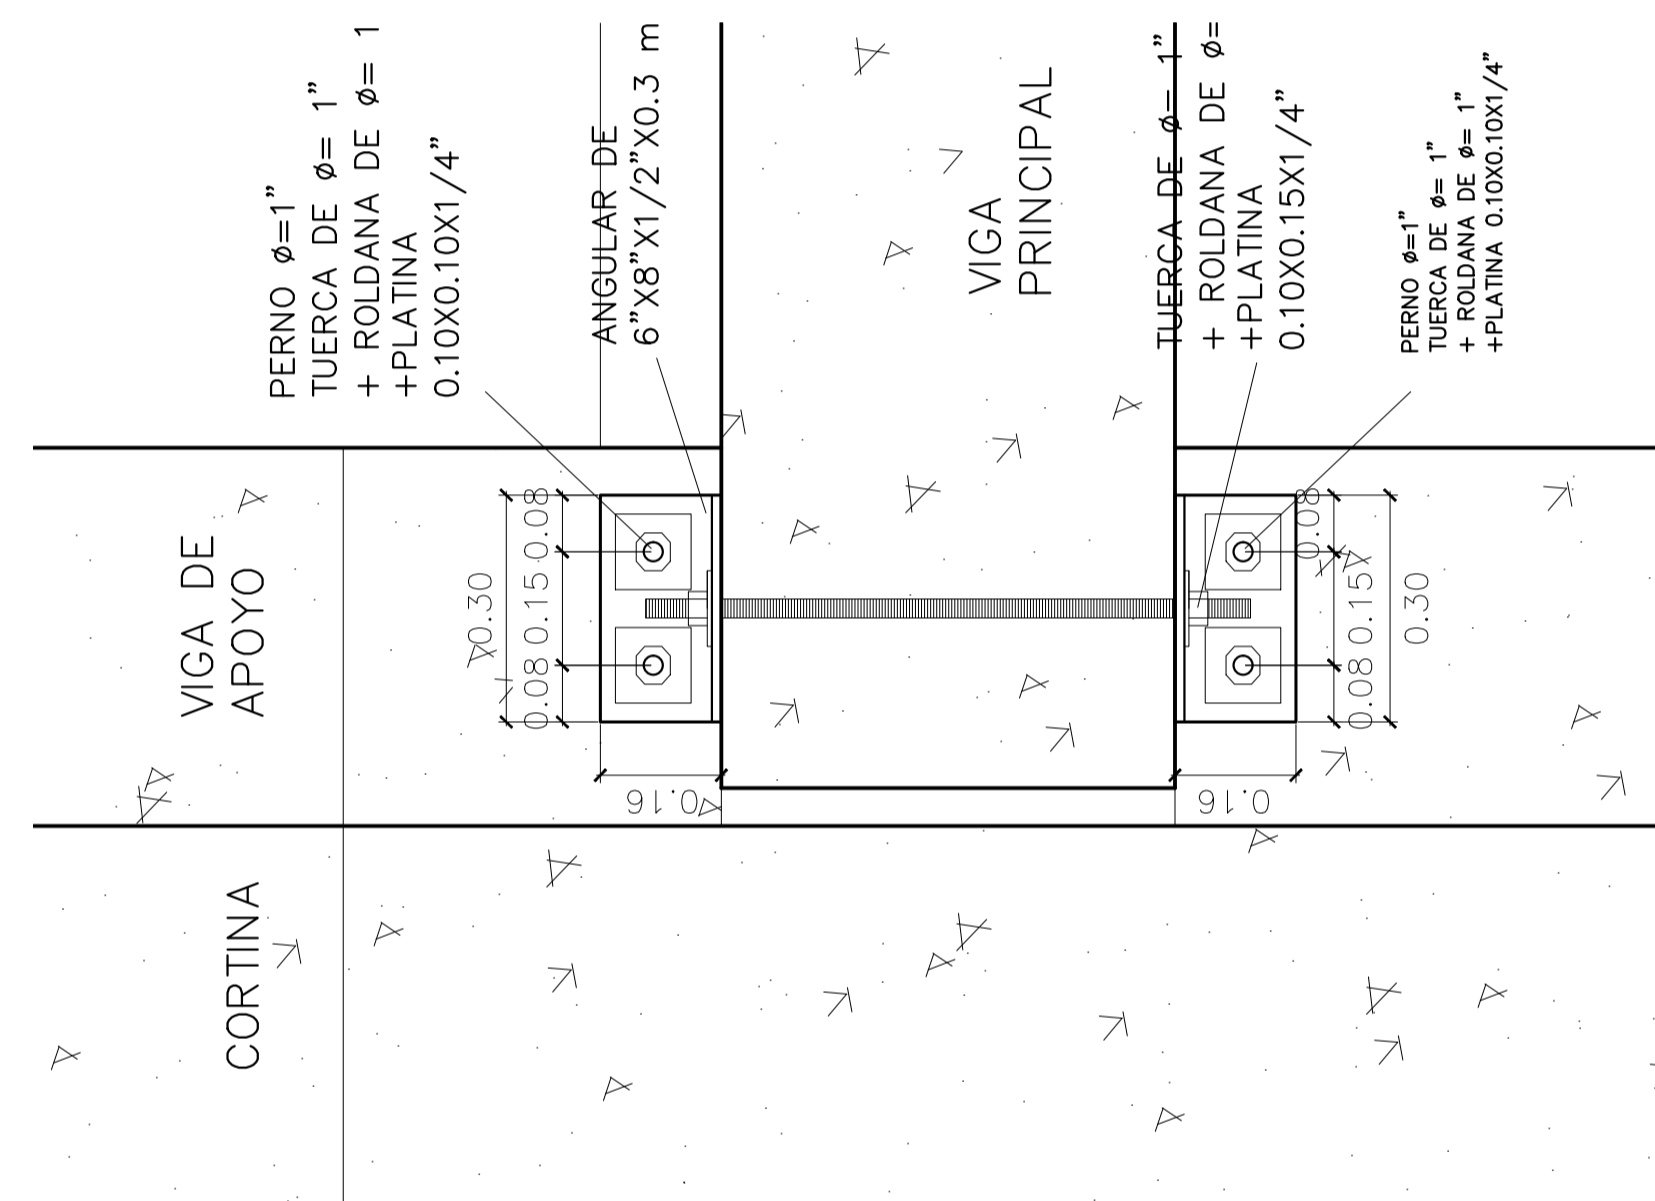 PERNO ø=1”
TUERCA DE ø= 1”
+ ROLDANA DE ø= 1
+PLATINA
0.10X0.10X1/4”
ANGULAR DE
6”X8”X1/2”X0.3 m
VIGA
PRINCIPAL
TUERCA DE ø= 1”
+ ROLDANA DE ø=
+PLATINA
0.10X0.15X1/4”
PERNO ø=1”
TUERCA DE ø= 1”
+ ROLDANA DE ø= 1”
+PLATINA 0.10X0.10X1/4”
VIGA DE
APOYO
0.30
0.08 0.15 0.08
0.16
0.08
0.08 0.15
0.30
0.16
CORTINA